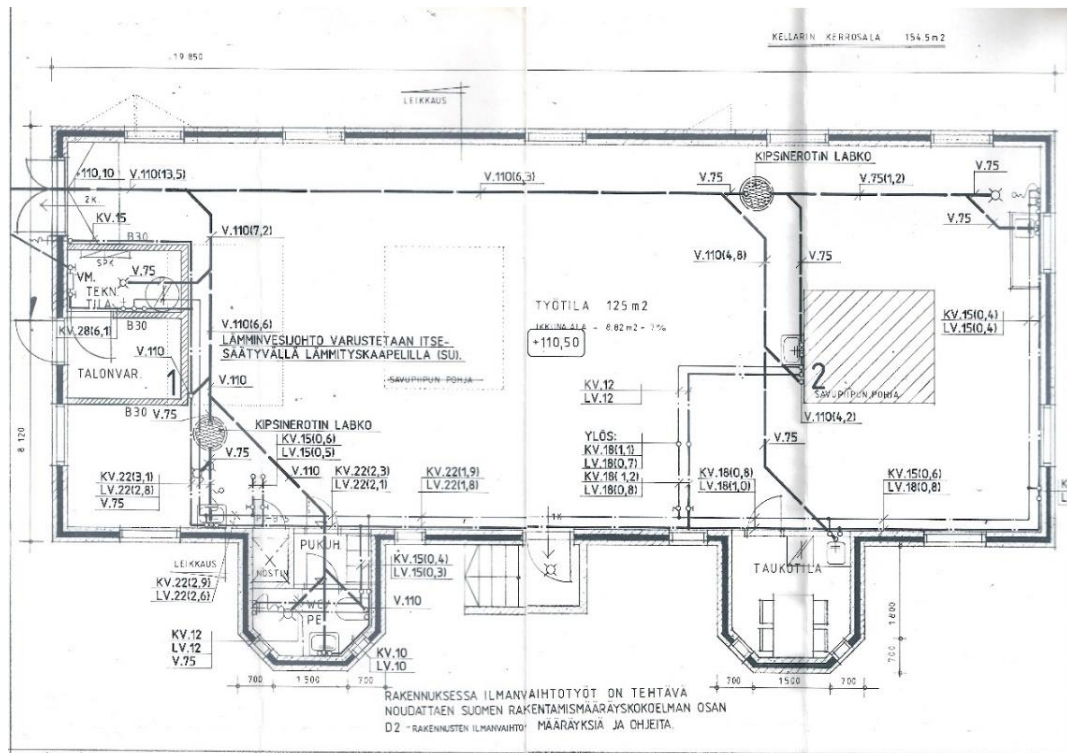 KELLARIN KERROSALA 154.5 m2
19 850
LEIKKAUS
KIPSINEROTIN LABKO
+110,10
V.110(13,5)
V.110(6,3)
V.75
V.75(1,2)
2K.
KV.15
V.75
B30
V.110(7,2)
SPK
V.110(4,8)
V.75
VM.
V.75
TEKN.
TILA
TYÖTILA 125 m2
KV.15(0,4)
LV.15(0,4)
B30
V.110(6,6)
IKKUNA ALA - 8.82 m2 - 7%
KV.28(6,1)
LÄMMINVESIJOHTO VARUSTETAAN ITSE-
SÄÄTYVÄLLÄ LÄMMITYSKAAPELILLA (SU).
+110,50
V.110
TALONVAR.
1
V.110
SAVUPIIPUN POHJA
2
KV.12
LV.12
SAVUPIIPUN POHJA
B30
V.75
V.110(4,2)
8 120
KIPSINEROTIN LABKO
KV.15(0,6)
LV.15(0,5)
YLÖS:
KV.18(1,1)
LV.18(0,7)
V.75
V.75
V.110
KV.22(3,1)
LV.22(2,8)
V.75
KV.22(2,3)
LV.22(2,1)
KV.22(1,9)
LV.22(1,8)
KV.18(1,2)
LV.18(0,8)
KV.18(0,8)
LV.18(1,0)
KV.15(0,6)
LV.18(0,8)
1K
LEIKKAUS
PUKUH.
KV.15(0,4)
LV.15(0,3)
NOSTIN
TAUKOTILA
KV.22(2,9)
LV.22(2,6)
V.110
WC
PE
1 800
KV.12
LV.12
V.75
KV.10
LV.10
700
700 1 500 700
700 1 500 700
RAKENNUKSESSA ILMANVAIHTOTYÖT ON TEHTÄVÄ
NOUDATTAEN SUOMEN RAKENTAMISMÄÄRÄYSKOKOELMAN OSAN
D2 "RAKENNUSTEN ILMANVAIHTO" MÄÄRÄYKSIÄ JA OHJEITA.